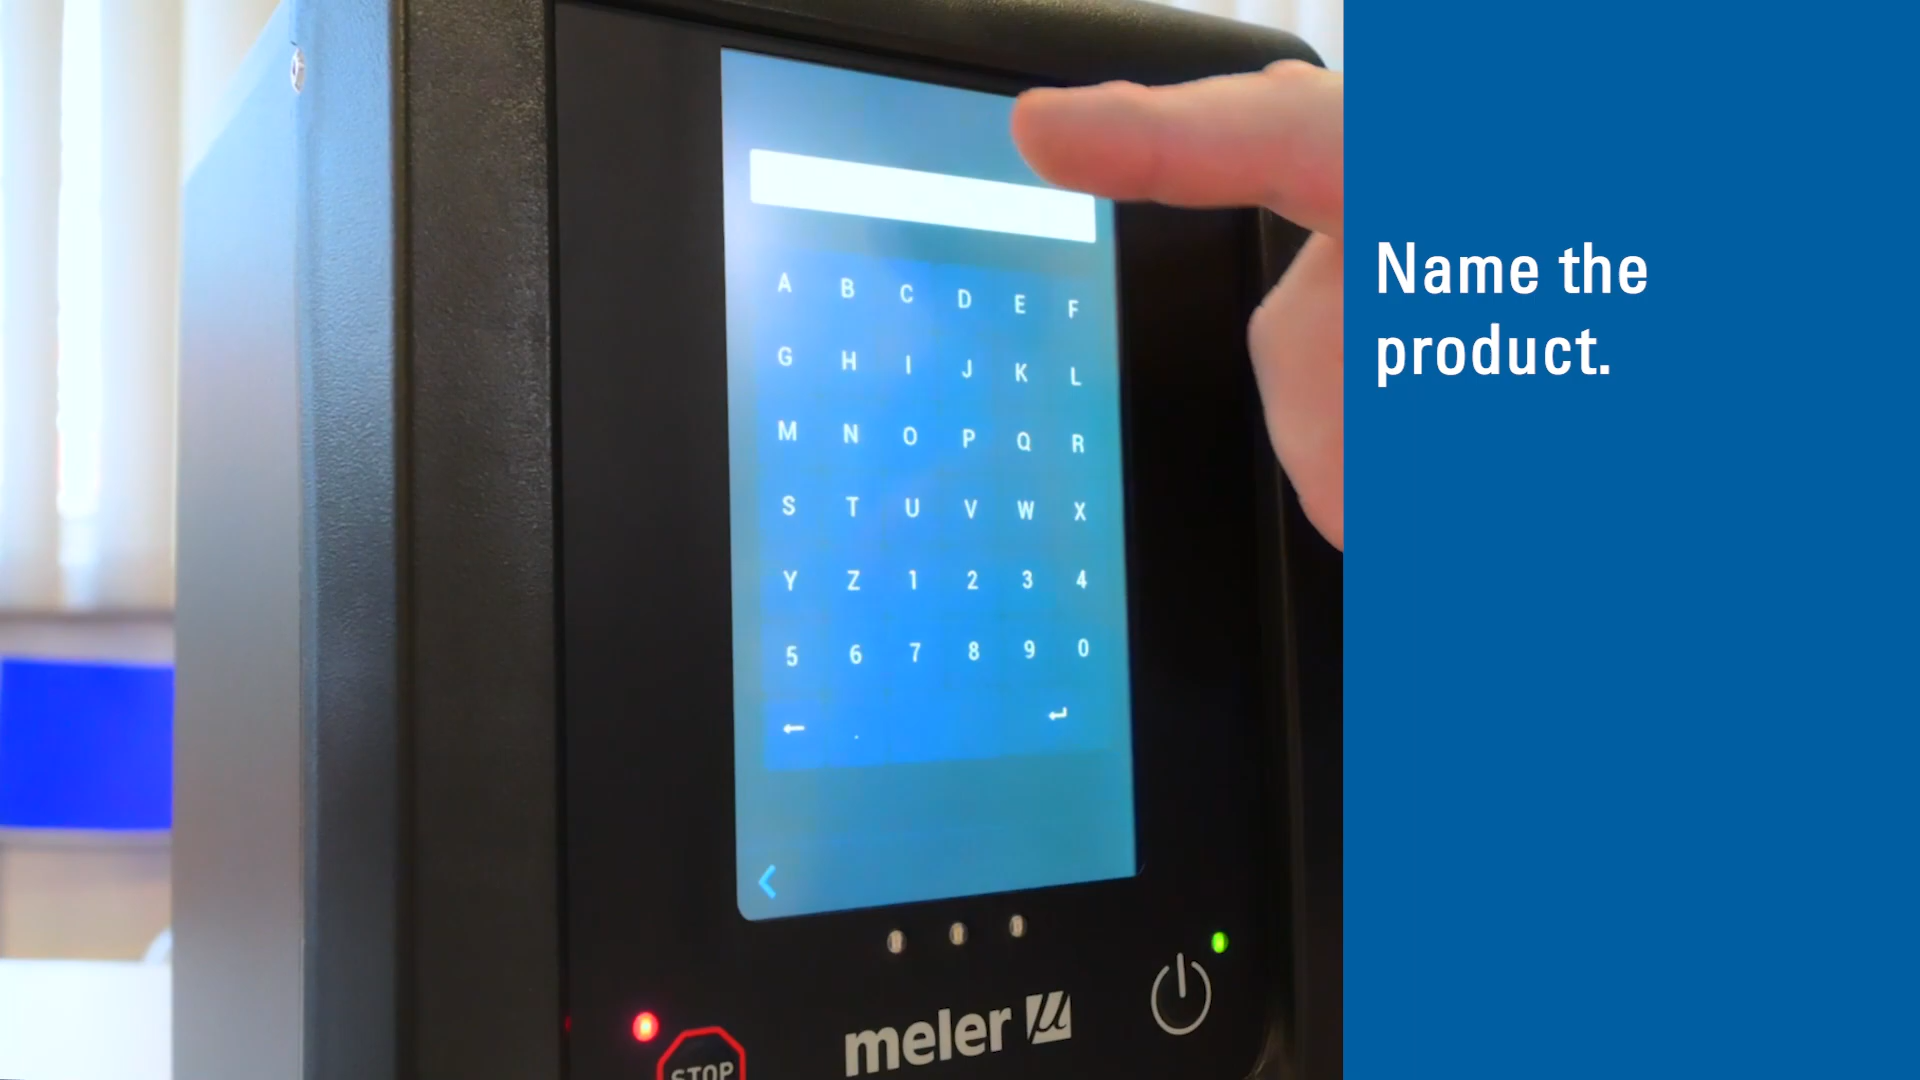 Name the
product.
A B C D E F
G H I J K L
M N O P Q R
S T U V W X
Y Z 1 2 3 4
5 6 7 8 9 0
← . ↵
<
STOP
meler